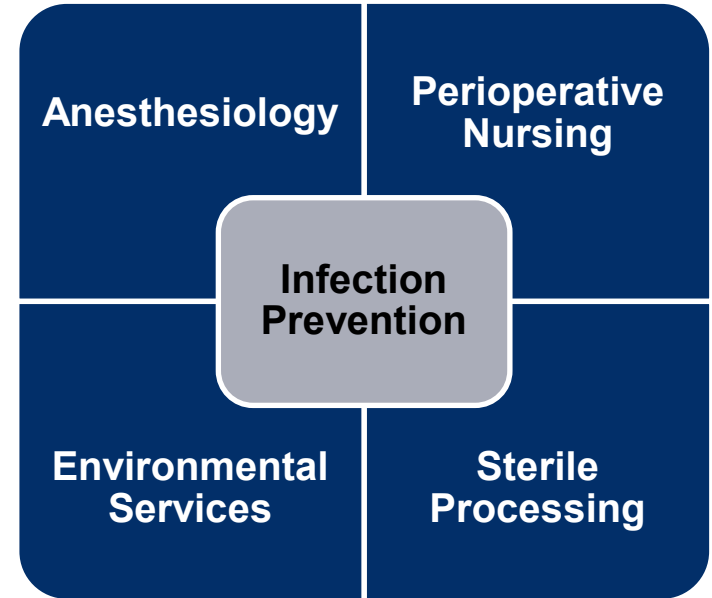 Anesthesiology
Perioperative
Nursing
Infection
Prevention
Environmental
Services
Sterile
Processing